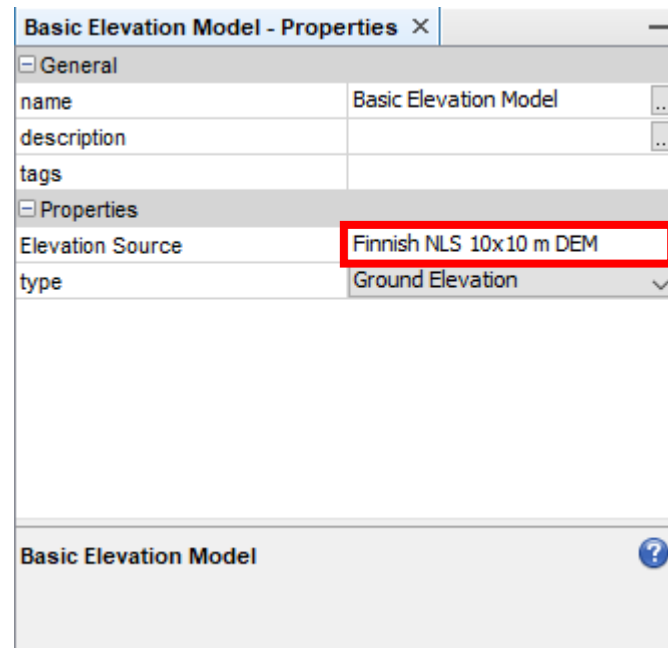 Basic Elevation Model - Properties
General
name Basic Elevation Model ...
description ...
tags
Properties
Elevation Source Finnish NLS 10x10 m DEM
type Ground Elevation
Basic Elevation Model ?